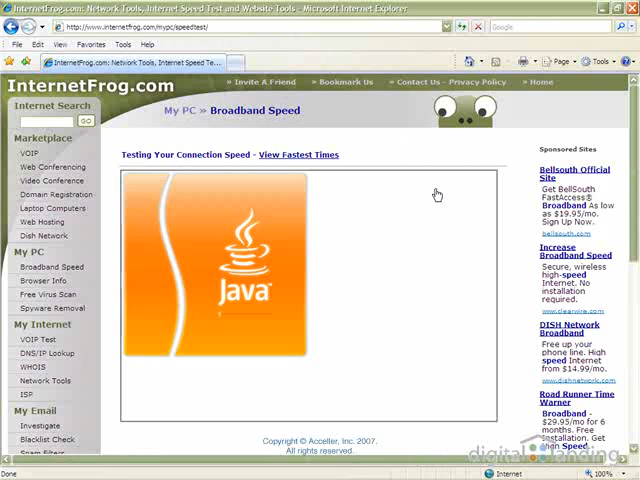 InternetFrog.com: Network Tools, Internet Speed Test and Website Tools - Microsoft Internet Explorer
http://www.internetfrog.com/mypc/speedtest/
Google
File Edit View Favorites Tools Help
InternetFrog.com: Network Tools, Internet Speed Te...
Page Tools
InternetFrog.com
» Invite A Friend » Bookmark Us » Contact Us - Privacy Policy » Home
Internet Search
GO
My PC » Broadband Speed
Marketplace
VOIP
Web Conferencing
Video Conference
Domain Registration
Laptop Computers
Web Hosting
Dish Network
My PC
Broadband Speed
Browser Info
Free Virus Scan
Spyware Removal
My Internet
VOIP Test
DNS/IP Lookup
WHOIS
Network Tools
ISP
My Email
Investigate
Blacklist Check
Spam Filters
Testing Your Connection Speed - View Fastest Times
Java
Sponsored Sites
Bellsouth Official
Site
Get BellSouth
FastAccess®
Broadband As low
as $19.95/mo.
Sign Up Now.
bellsouth.com
Increase
Broadband Speed
Secure, wireless
high-speed
Internet. No
installation
required.
www.clearwire.com
DISH Network
Broadband
Free up your
phone line. High
speed Internet
from $14.99/mo.
www.dishnetwork.com
Road Runner Time
Warner
Broadband -
$29.95/mo for 6
months. Free
Installation. Get
High Speed
Copyright © Acceller, Inc. 2007.
All rights reserved.
digital landing
Done
Internet
100%